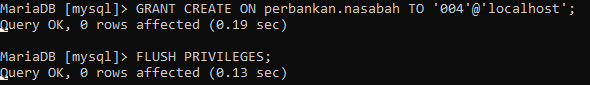 MariaDB [mysql]> GRANT CREATE ON perbankan.nasabah TO '004'@'localhost';
Query OK, 0 rows affected (0.19 sec)
MariaDB [mysql]> FLUSH PRIVILEGES;
Query OK, 0 rows affected (0.13 sec)